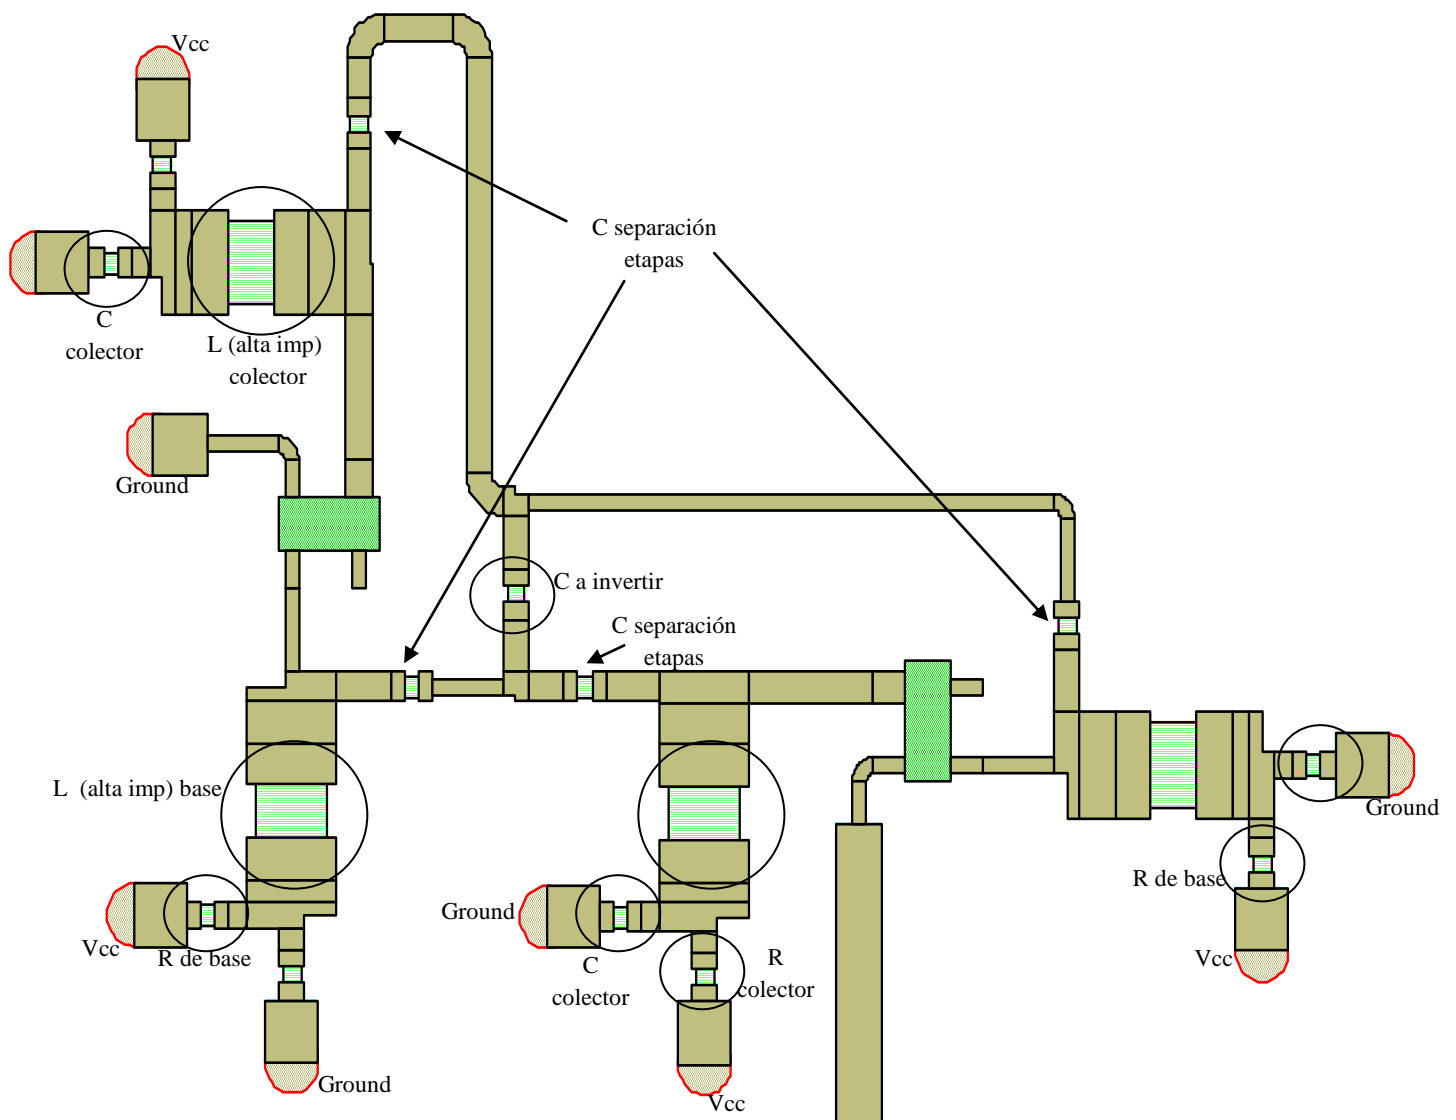 Vcc
C separación
etapas
C
colector
L (alta imp)
colector
Ground
C a invertir
C separación
etapas
L (alta imp) base
Ground
R de base
Ground
Vcc
R de base
C
colector
R
colector
Vcc
Ground
Vcc